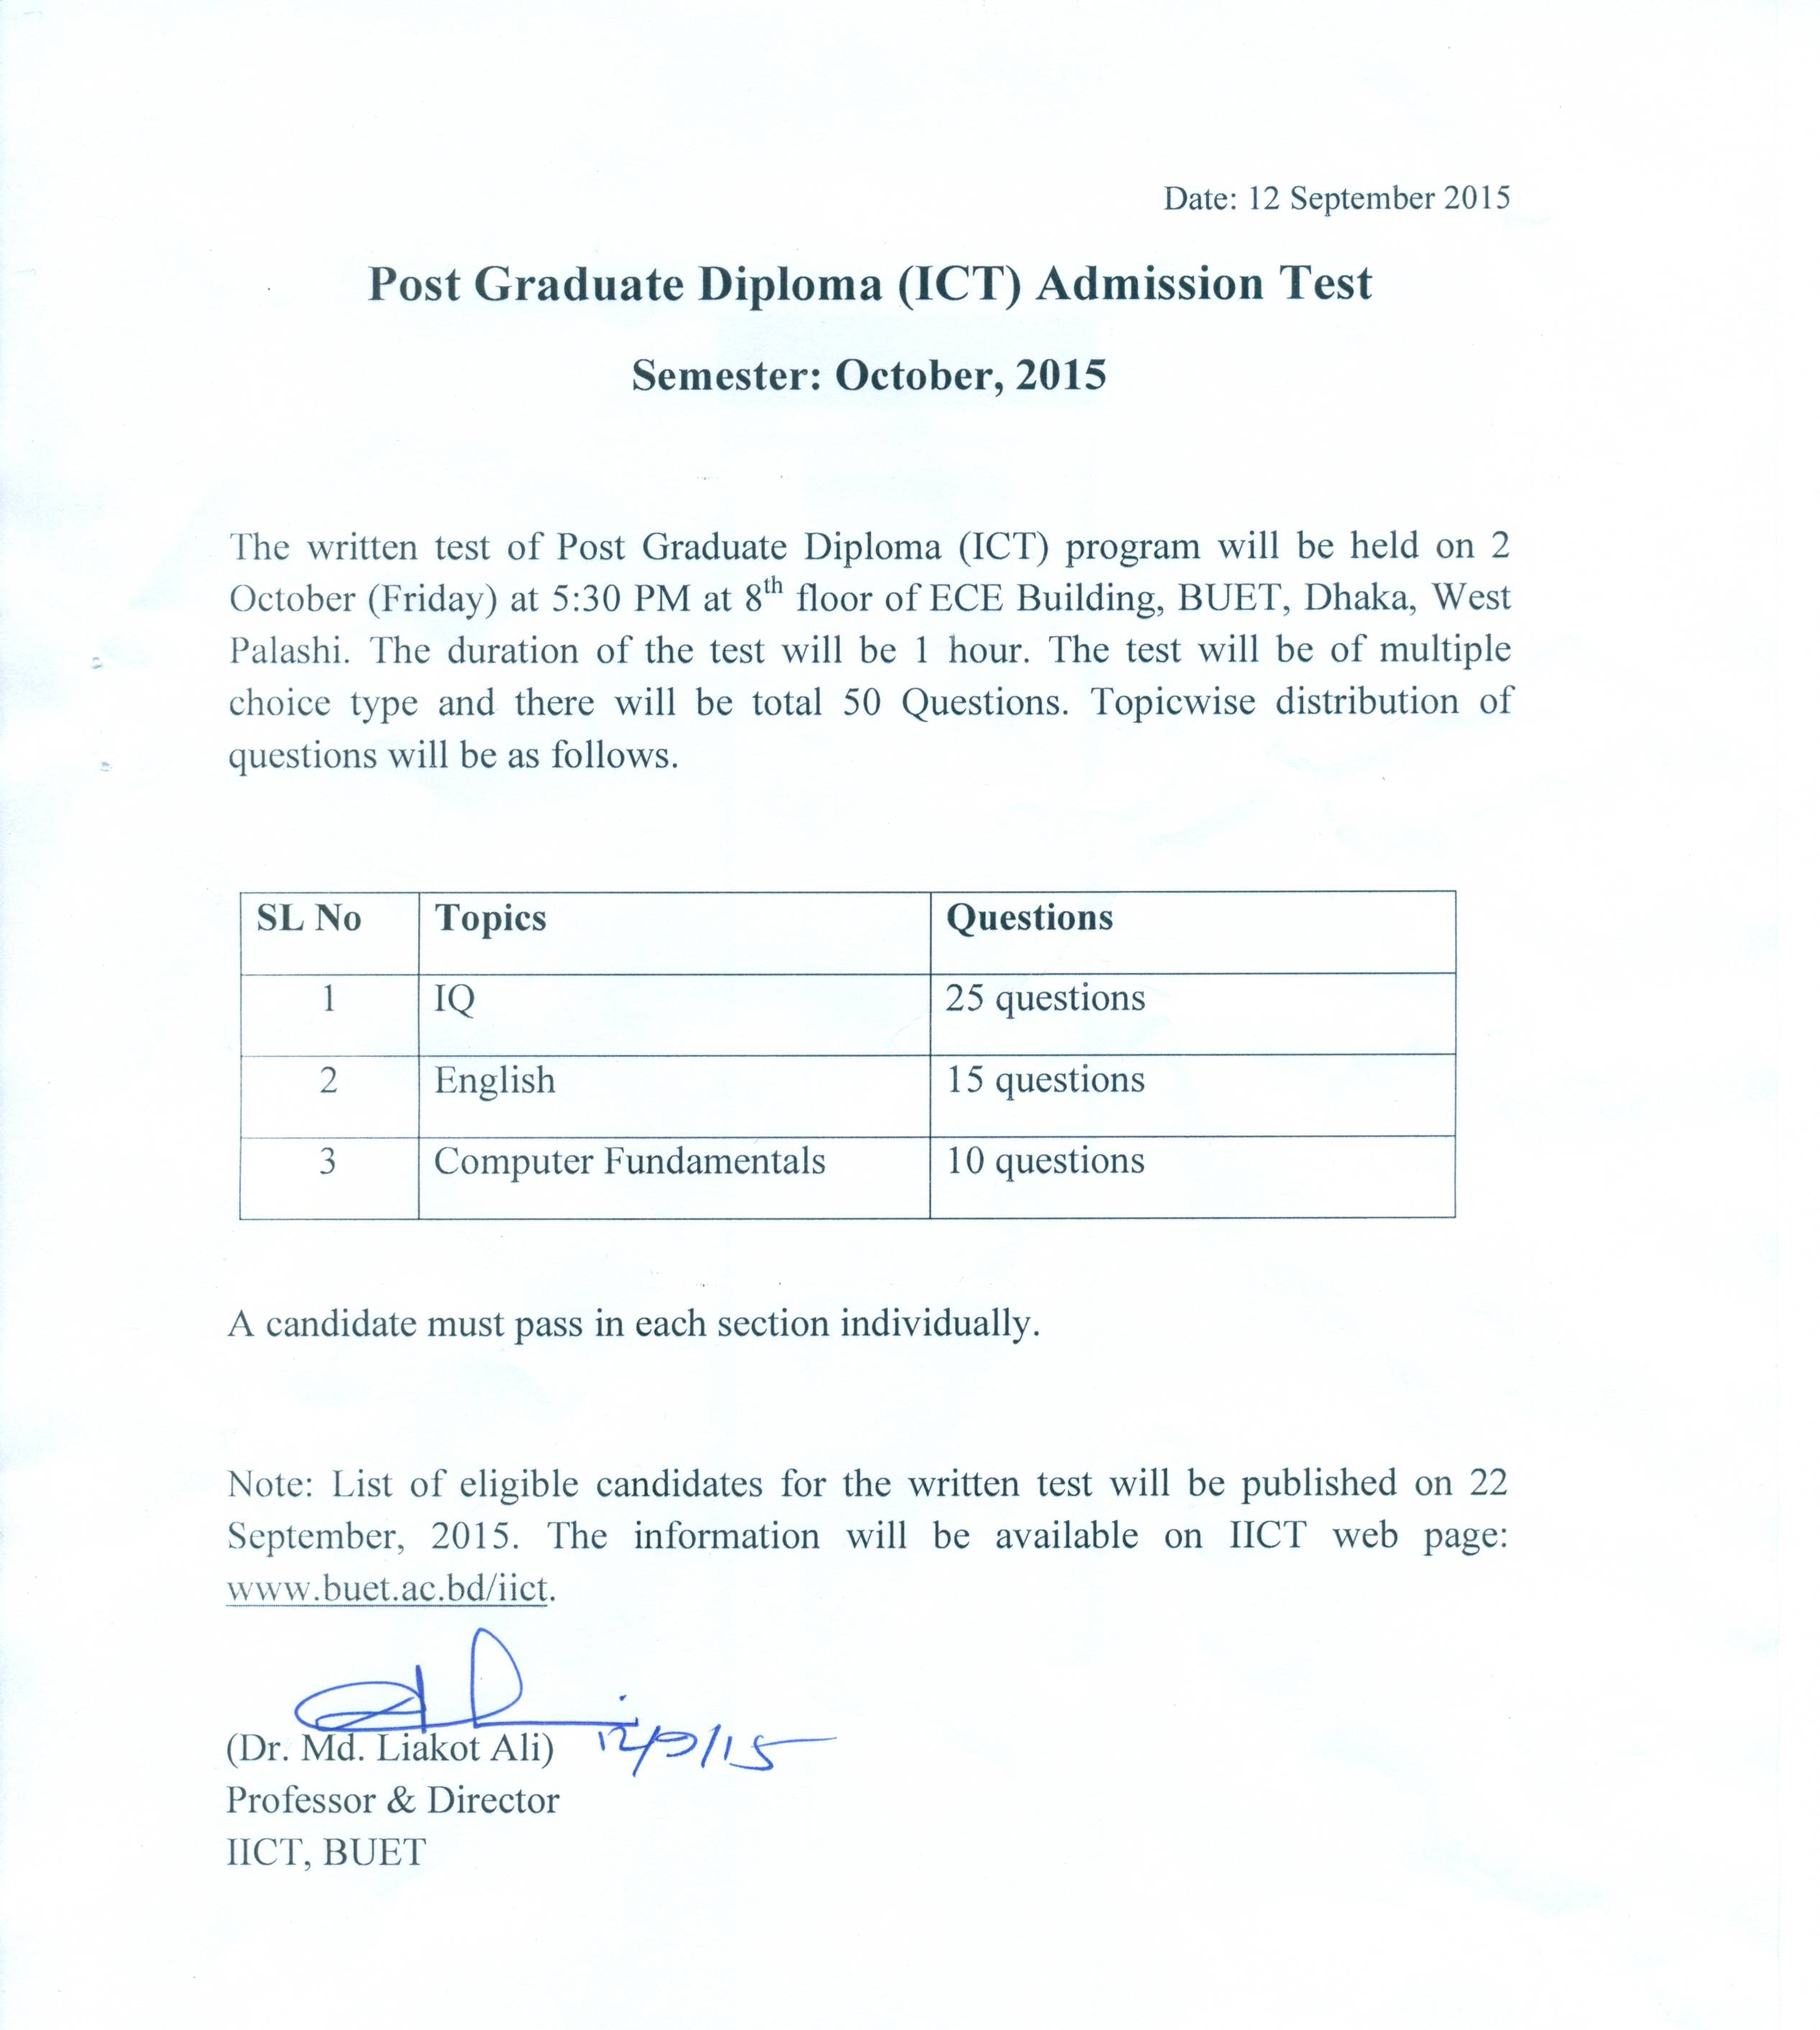 Date: 12 September 2015
Post Graduate Diploma (ICT) Admission Test
Semester: October, 2015
The written test of Post Graduate Diploma (ICT) program will be held on 2
October (Friday) at 5:30 PM at 8th floor of ECE Building, BUET, Dhaka, West
Palashi. The duration of the test will be 1 hour. The test will be of multiple
choice type and there will be total 50 Questions. Topicwise distribution of
questions will be as follows.
SL No Topics Questions
1 IQ 25 questions
2 English 15 questions
3 Computer Fundamentals 10 questions
A candidate must pass in each section individually.
Note: List of eligible candidates for the written test will be published on 22
September, 2015. The information will be available on IICT web page:
www.buet.ac.bd/iict.
(Dr. Md. Liakot Ali) 12/9/15
Professor & Director
IICT, BUET